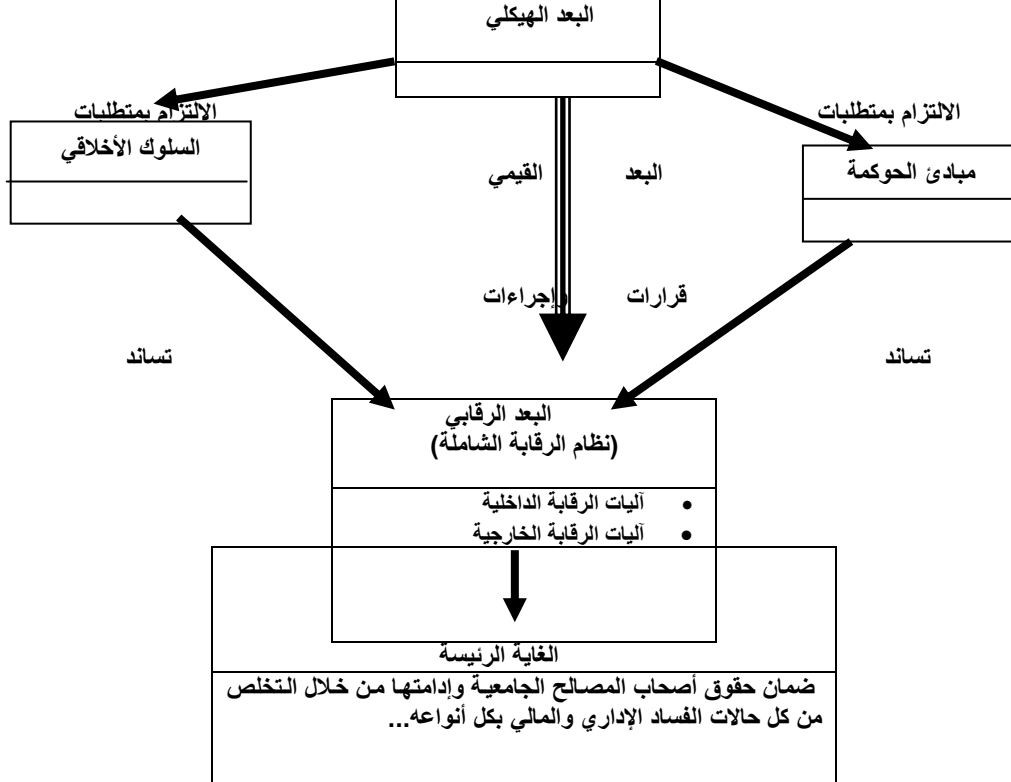 البعد الهيكلي
الالتزام بمتطلبات
الالتزام بمتطلبات
مبادئ الحوكمة
البعد القيمي
السلوك الأخلاقي
قرارات وإجراءات
تساند
تساند
البعد الرقابي
(نظام الرقابة الشاملة)
• آليات الرقابة الداخلية
• آليات الرقابة الخارجية
الغاية الرئيسة
ضمان حقوق أصحاب المصالح الجامعية وإدامتها من خلال التخلص
من كل حالات الفساد الإداري والمالي بكل أنواعه...